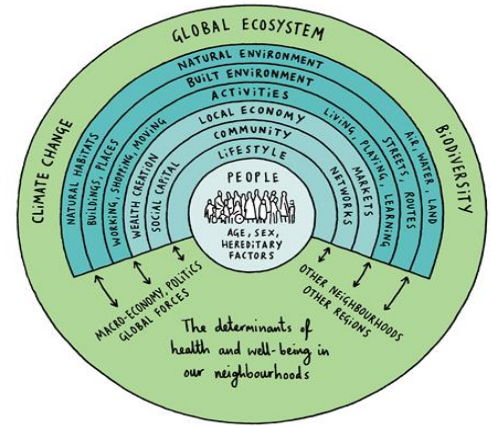 GLOBAL ECOSYSTEM
CLIMATE CHANGE
BIODIVERSITY
NATURAL ENVIRONMENT
NATURAL HABITATS
AIR, WATER, LAND
BUILT ENVIRONMENT
BUILDINGS, PLACES
STREETS, ROUTES
ACTIVITIES
WORKING, SHOPPING, MOVING
LIVING, PLAYING, LEARNING
LOCAL ECONOMY
WEALTH CREATION
MARKETS
COMMUNITY
SOCIAL CAPITAL
NETWORKS
LIFESTYLE
PEOPLE
AGE, SEX,
HEREDITARY
FACTORS
MACRO-ECONOMY, POLITICS
GLOBAL FORCES
OTHER NEIGHBOURHOODS
OTHER REGIONS
The determinants of
health and well-being in
our neighbourhoods